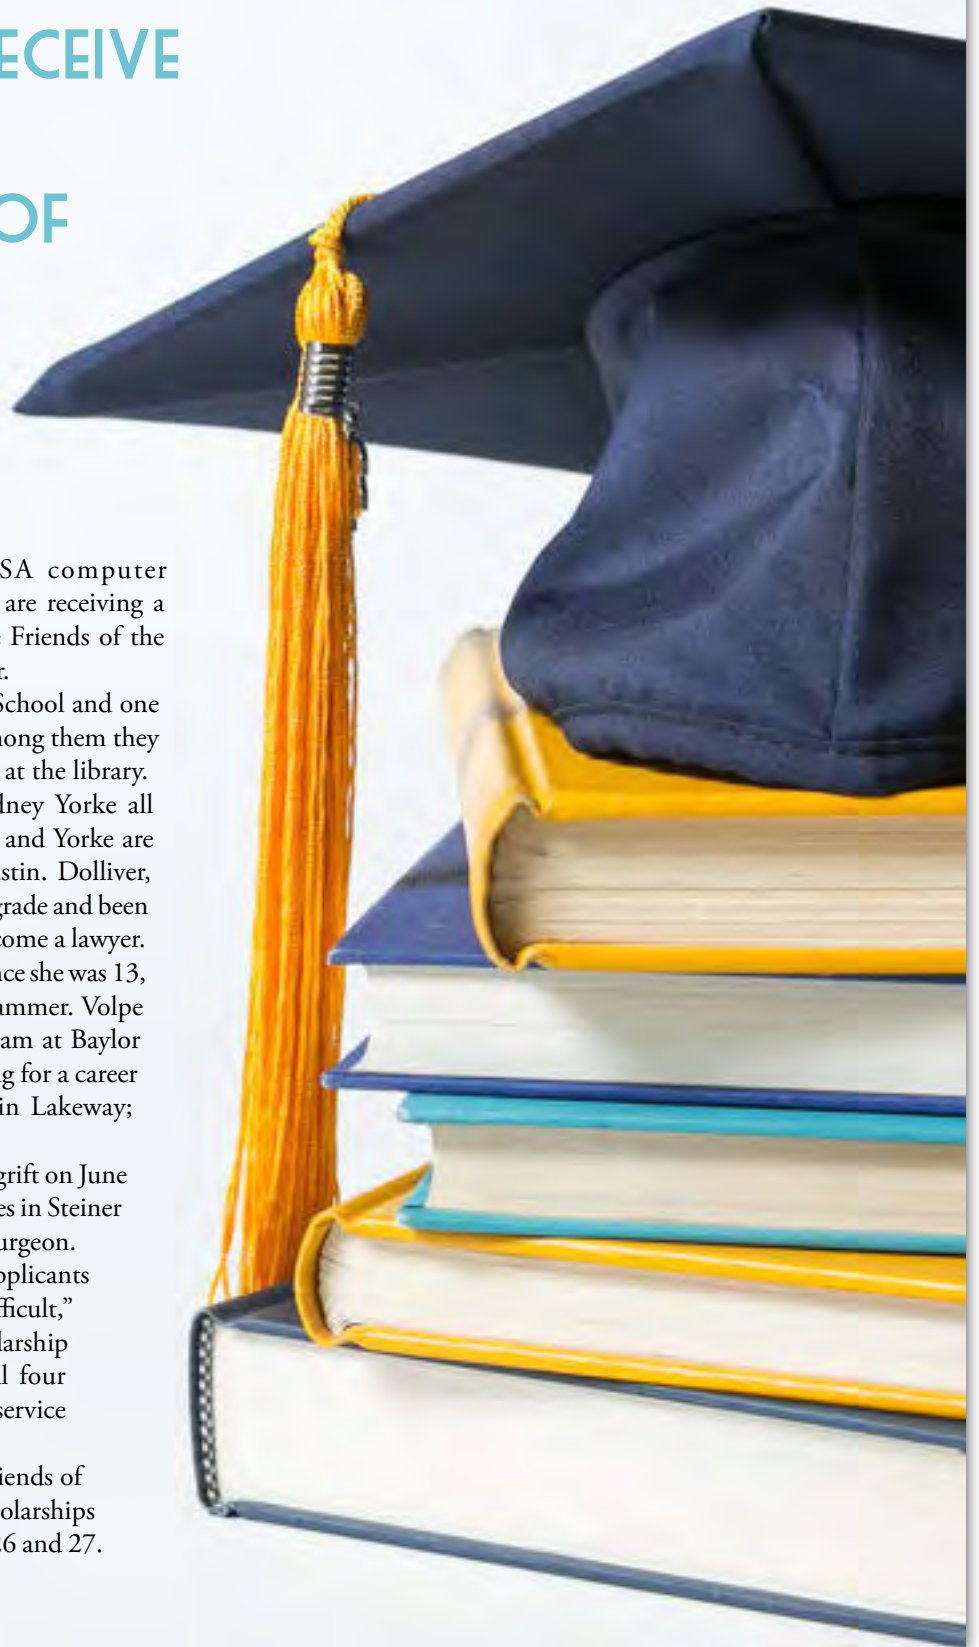 ECEIVE
OF
SA computer
are receiving a
Friends of the
r.
School and one
nong them they
at the library.
dney Yorke all
and Yorke are
stin. Dolliver,
grade and been
come a lawyer.
nce she was 13,
ammer. Volpe
am at Baylor
g for a career
in Lakeway;
grift on June
es in Steiner
urgeon.
pplicants
fficult,”
larship
l four
service
iends of
olarships
26 and 27.